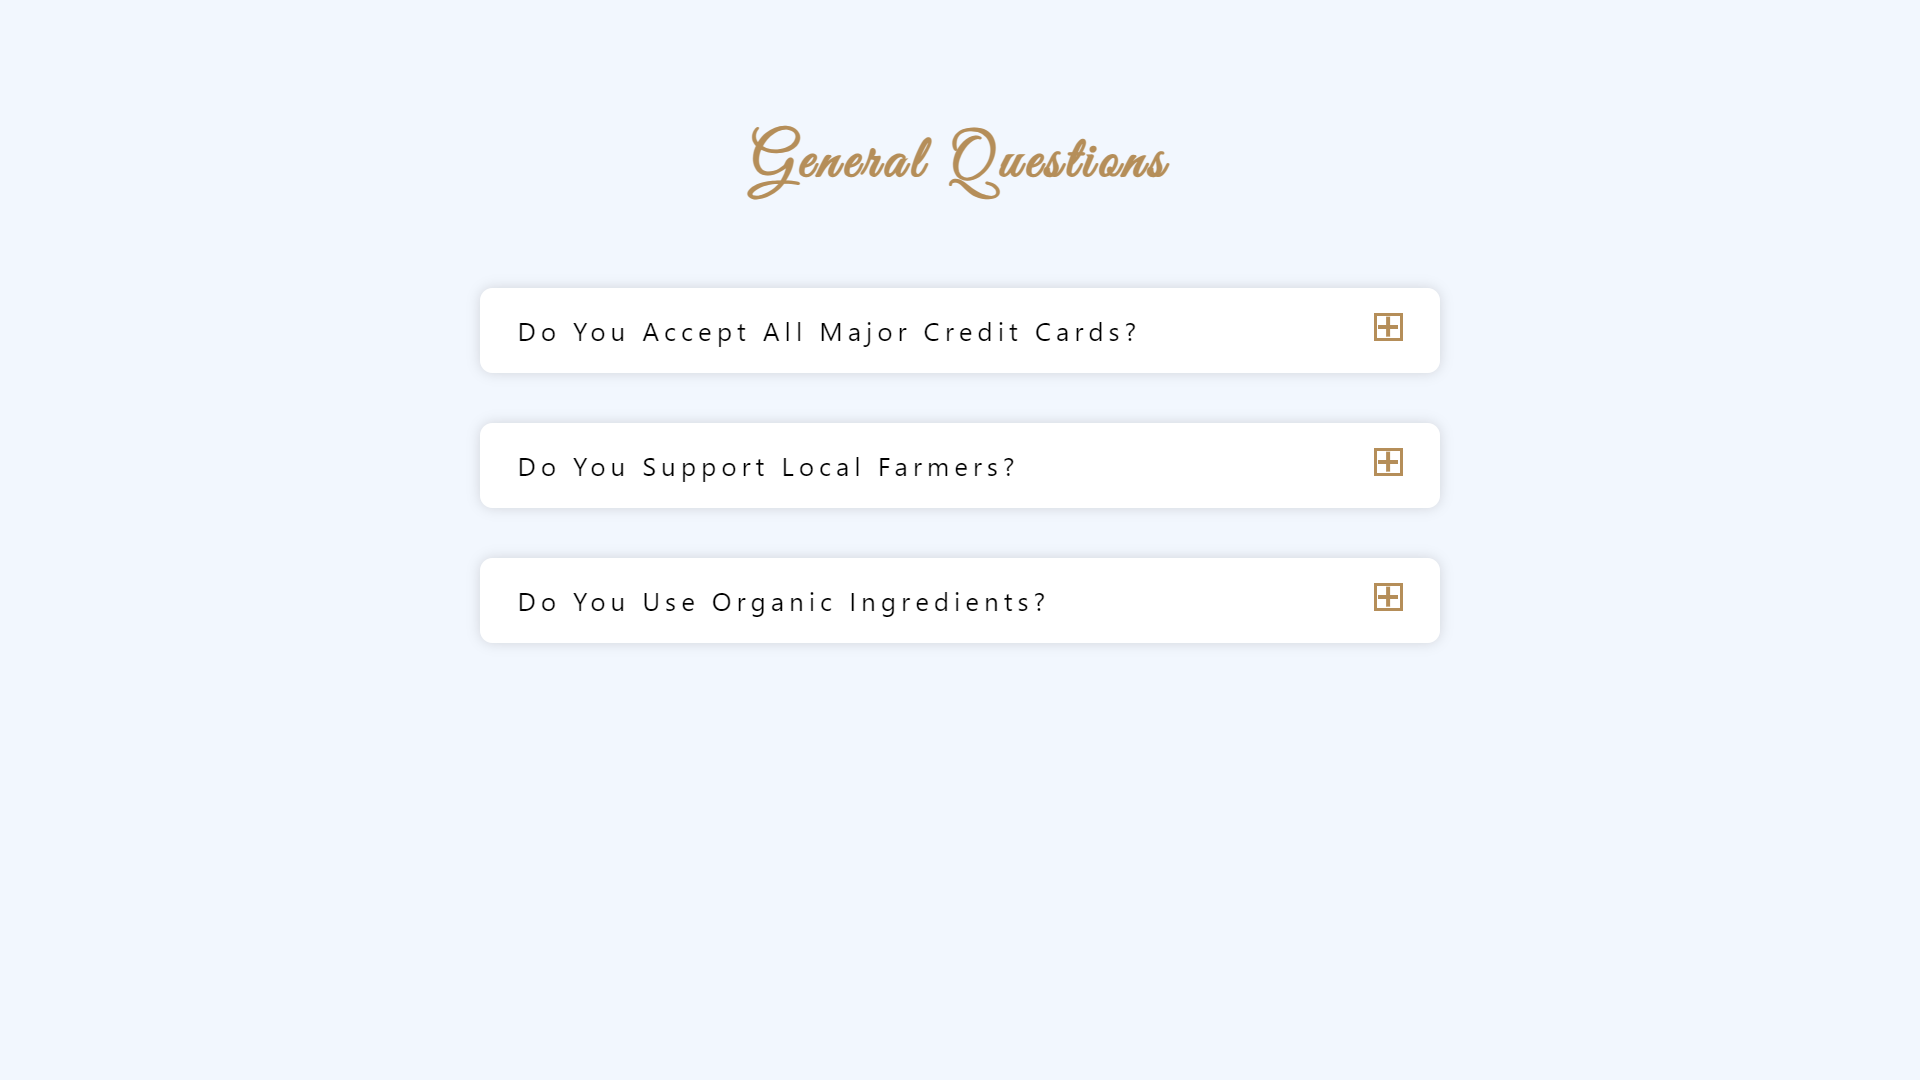 General Questions
Do You Accept All Major Credit Cards?
Do You Support Local Farmers?
Do You Use Organic Ingredients?